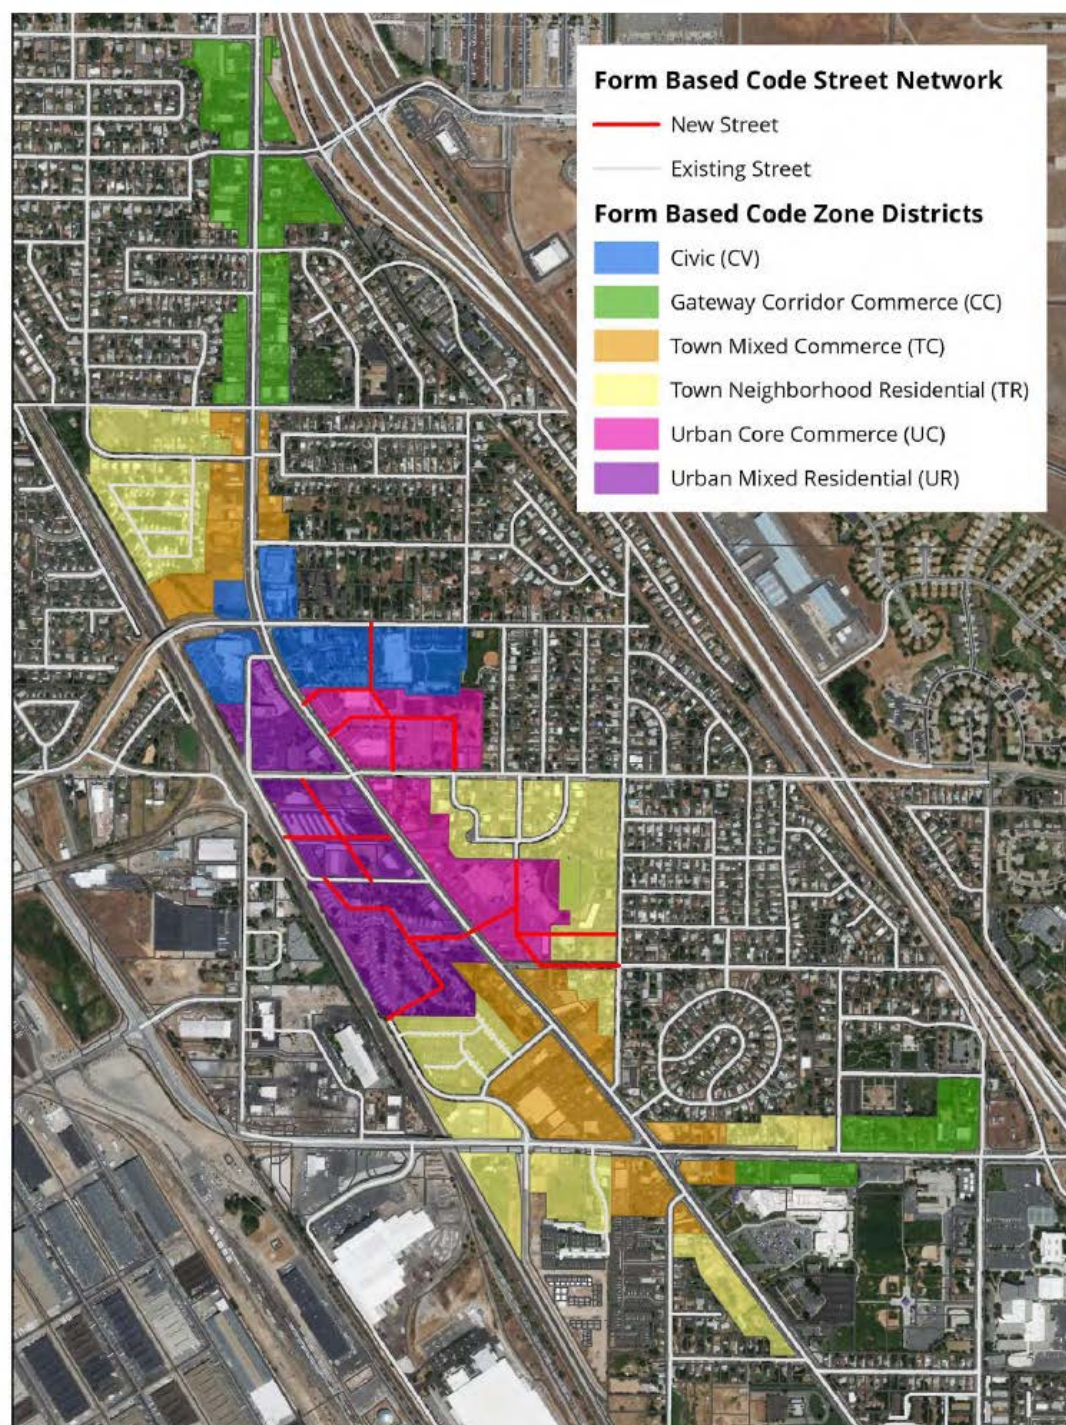 Form Based Code Street Network
New Street
Existing Street
Form Based Code Zone Districts
Civic (CV)
Gateway Corridor Commerce (CC)
Town Mixed Commerce (TC)
Town Neighborhood Residential (TR)
Urban Core Commerce (UC)
Urban Mixed Residential (UR)